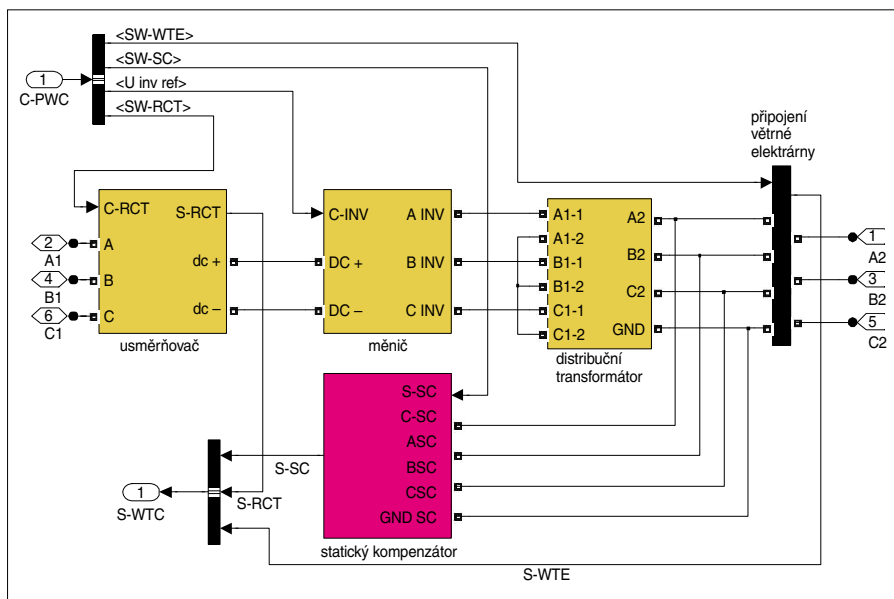 <SW-WTE>
<SW-SC>
1
<U inv ref>
C-PWC
<SW-RCT>
připojení
větrné
elektrárny
C-RCT
S-RCT
A
B
C
dc +
dc –
usměrňovač
2
A1
4
B1
6
C1
C-INV
DC +
DC –
A INV
B INV
C INV
měnič
A1-1
A1-2
B1-1
B1-2
C1-1
C1-2
A2
B2
C2
GND
distribuční
transformátor
1
A2
3
B2
5
C2
S-SC
C-SC
ASC
BSC
CSC
GND SC
statický kompenzátor
S-SC
S-RCT
1
S-WTC
S-WTE